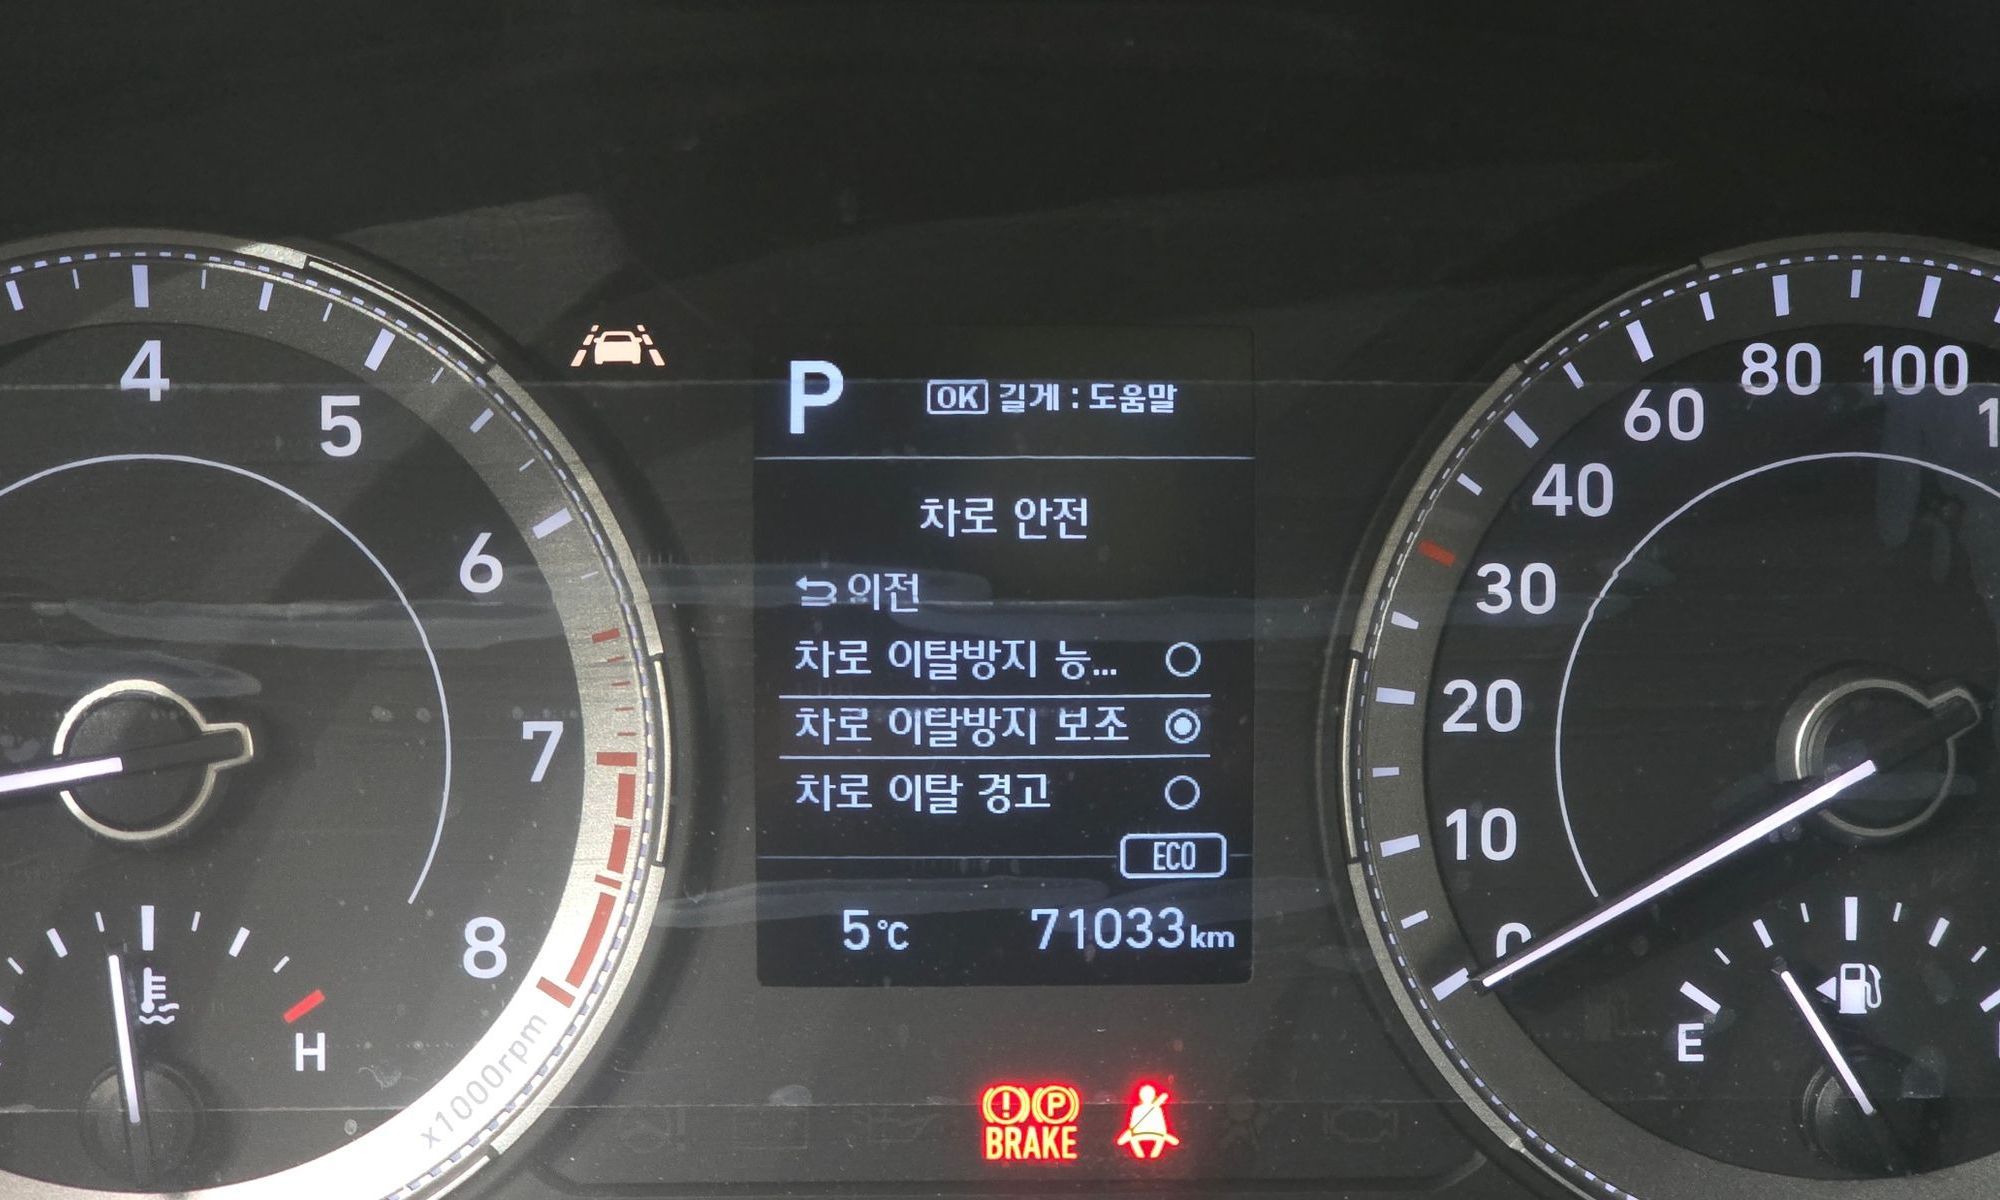 P
OK 길게 : 도움말
차로 안전
이전
차로 이탈방지 능...
차로 이탈방지 보조
차로 이탈 경고
ECO
5°C 71033km
4
5
6
7
8
x1000rpm
H
0
10
20
30
40
60
80
100
E
P
BRAKE